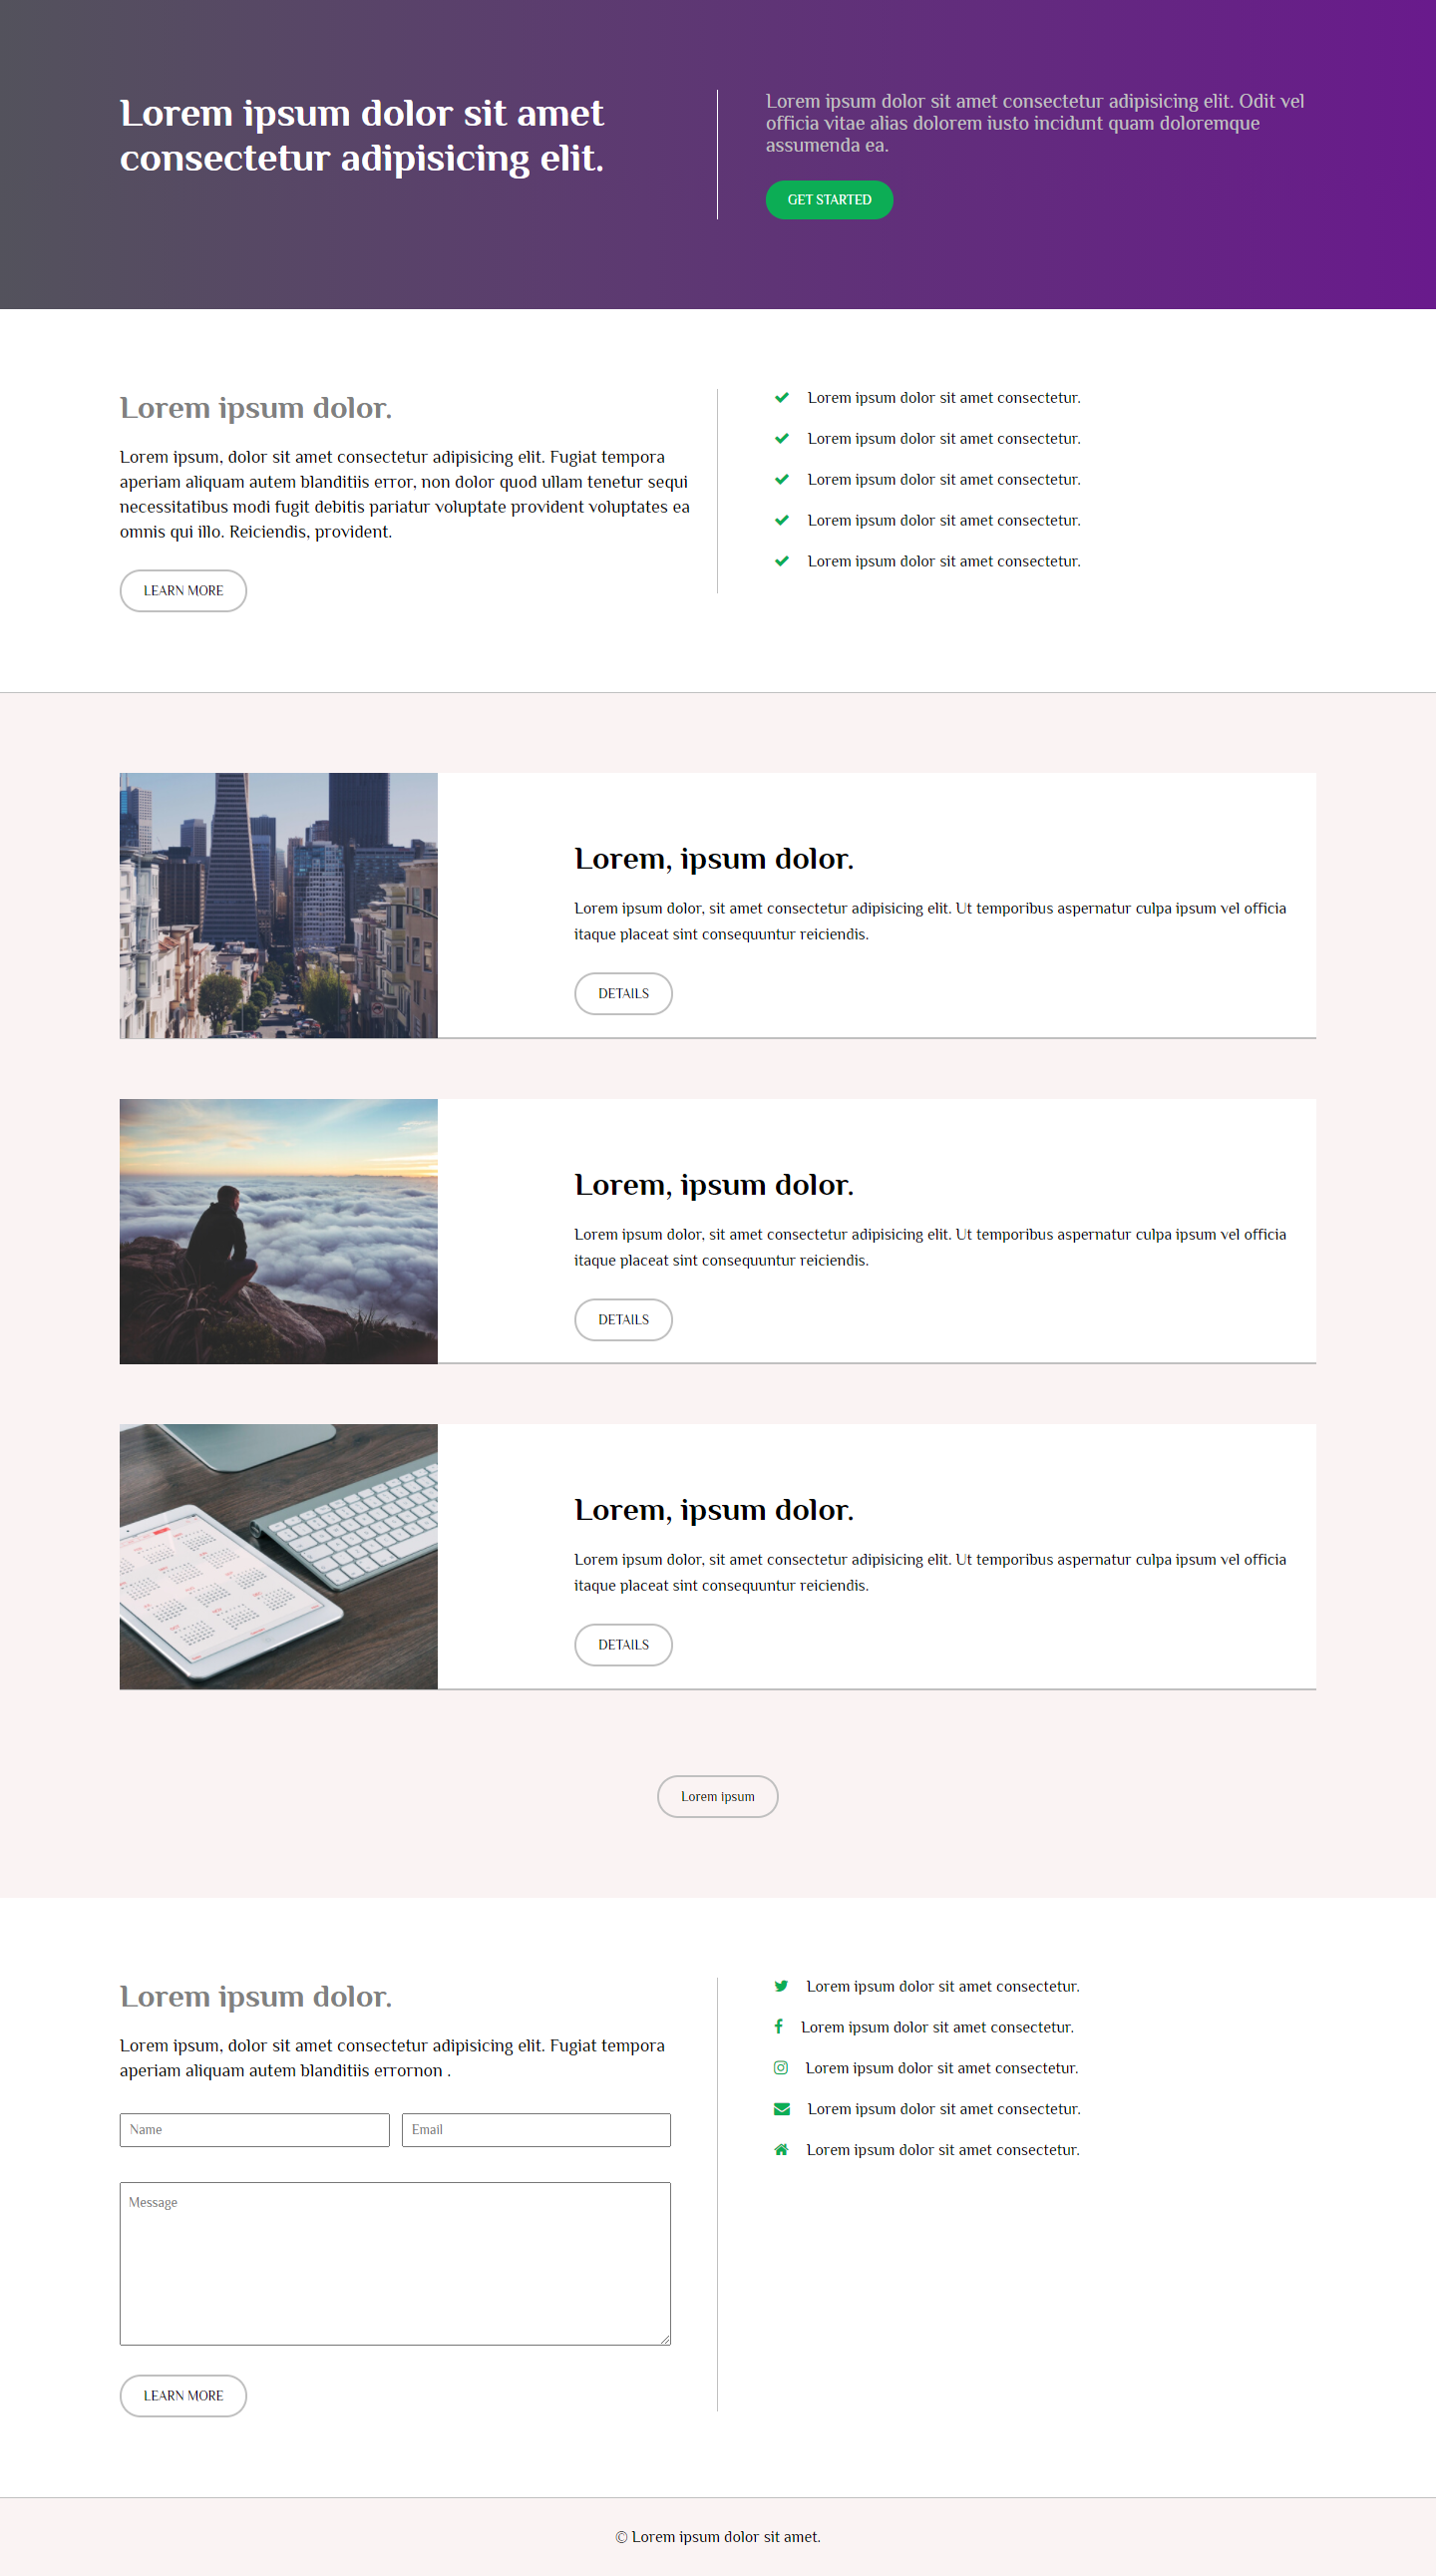 Lorem ipsum dolor sit amet
consectetur adipisicing elit.
Lorem ipsum dolor sit amet consectetur adipisicing elit. Odit vel
officia vitae alias dolorem iusto incidunt quam doloremque
assumenda ea.
GET STARTED
Lorem ipsum dolor.
Lorem ipsum, dolor sit amet consectetur adipisicing elit. Fugiat tempora
aperiam aliquam autem blanditiis error, non dolor quod ullam tenetur sequi
necessitatibus modi fugit debitis pariatur voluptate provident voluptates ea
omnis qui illo. Reiciendis, provident.
LEARN MORE
Lorem ipsum dolor sit amet consectetur.
Lorem ipsum dolor sit amet consectetur.
Lorem ipsum dolor sit amet consectetur.
Lorem ipsum dolor sit amet consectetur.
Lorem ipsum dolor sit amet consectetur.
Lorem, ipsum dolor.
Lorem ipsum dolor, sit amet consectetur adipisicing elit. Ut temporibus aspernatur culpa ipsum vel officia
itaque placeat sint consequuntur reiciendis.
DETAILS
Lorem, ipsum dolor.
Lorem ipsum dolor, sit amet consectetur adipisicing elit. Ut temporibus aspernatur culpa ipsum vel officia
itaque placeat sint consequuntur reiciendis.
DETAILS
Lorem, ipsum dolor.
Lorem ipsum dolor, sit amet consectetur adipisicing elit. Ut temporibus aspernatur culpa ipsum vel officia
itaque placeat sint consequuntur reiciendis.
DETAILS
Lorem ipsum
Lorem ipsum dolor.
Lorem ipsum, dolor sit amet consectetur adipisicing elit. Fugiat tempora
aperiam aliquam autem blanditiis errornon .
Name
Email
Message
LEARN MORE
Lorem ipsum dolor sit amet consectetur.
Lorem ipsum dolor sit amet consectetur.
Lorem ipsum dolor sit amet consectetur.
Lorem ipsum dolor sit amet consectetur.
Lorem ipsum dolor sit amet consectetur.
© Lorem ipsum dolor sit amet.